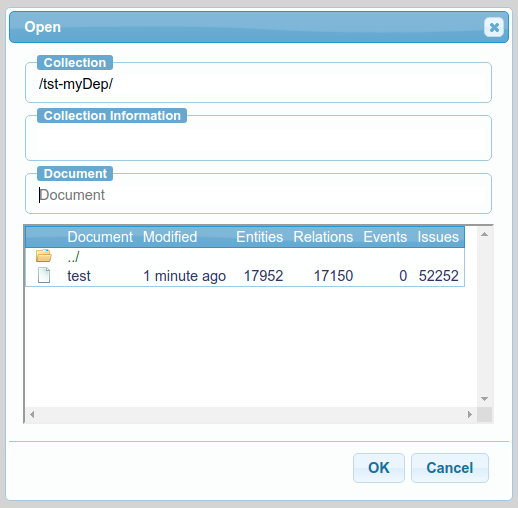 Open
Collection
/tst-myDep/
Collection Information
Document
Document
Document Modified Entities Relations Events Issues
../
test 1 minute ago 17952 17150 0 52252
OK Cancel